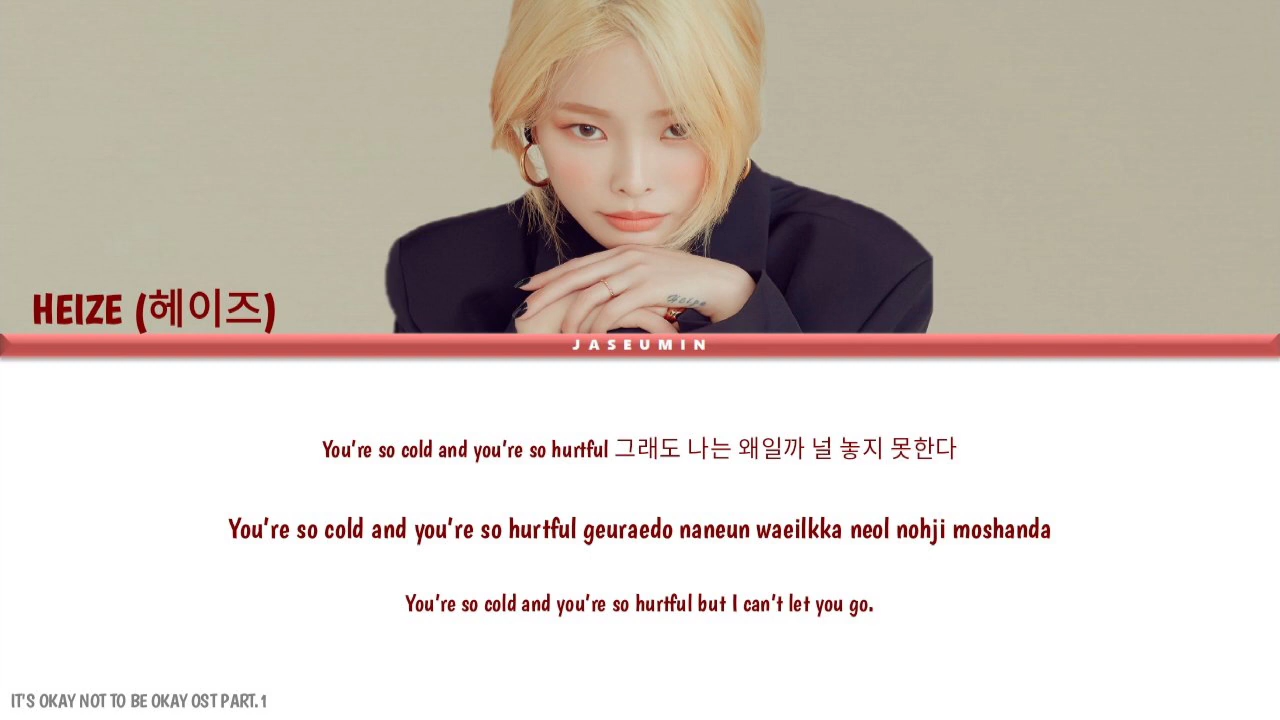 HEIZE (헤이즈)
JASEUMIN
You're so cold and you're so hurtful 그래도 나는 왜일까 널 놓지 못한다
You're so cold and you're so hurtful geuraedo naneun waeilkka neol nohji moshanda
You're so cold and you're so hurtful but I can't let you go.
IT'S OKAY NOT TO BE OKAY OST PART.1